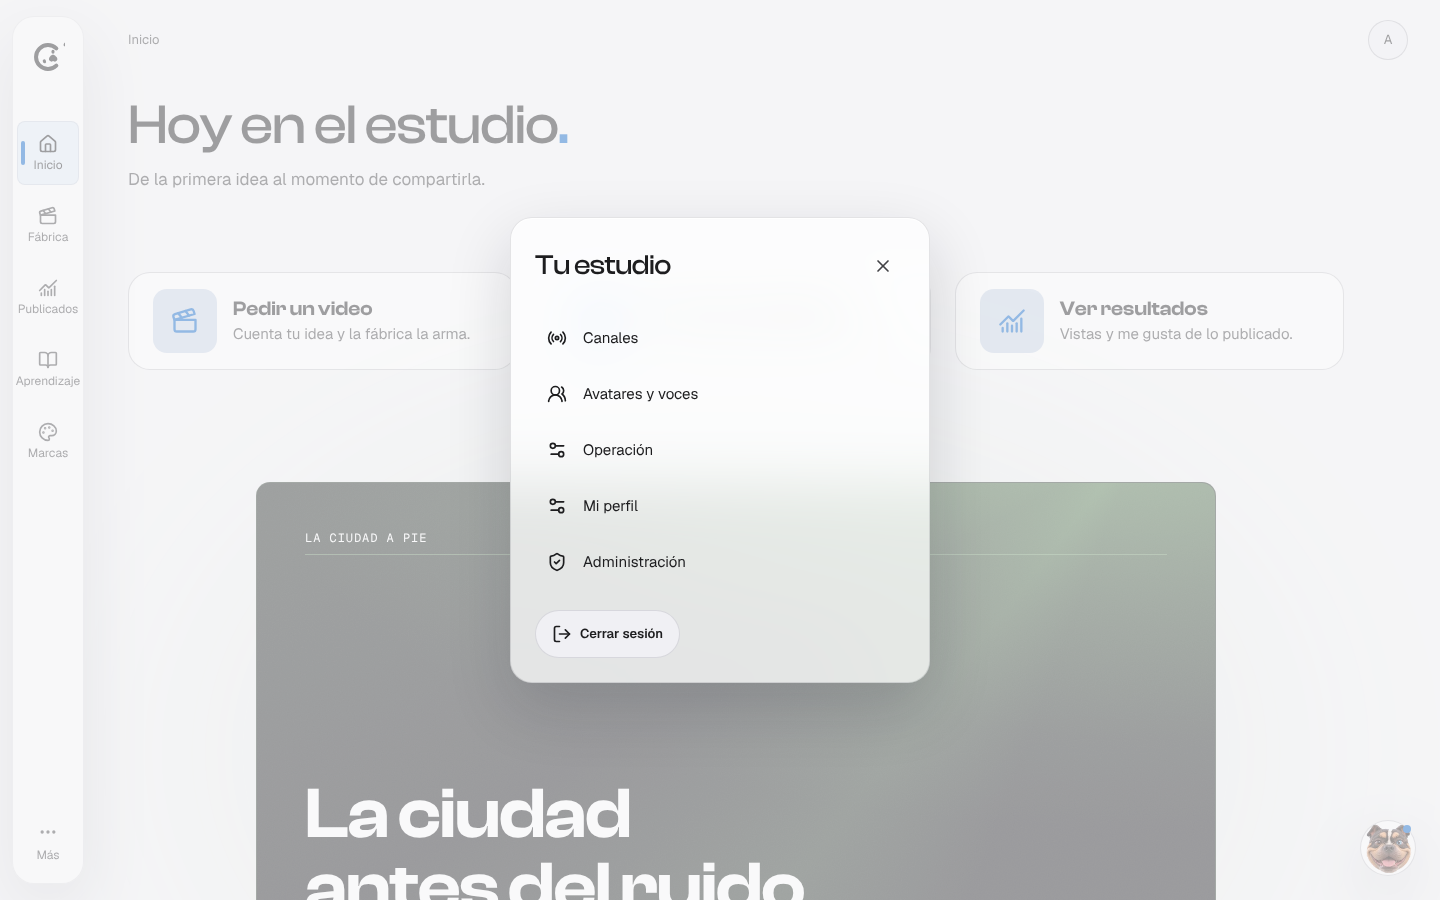 Inicio
A
Hoy en el estudio.
De la primera idea al momento de compartirla.
Inicio
Fábrica
Publicados
Aprendizaje
Marcas
Más
Pedir un video
Cuenta tu idea y la fábrica la arma.
Ver resultados
Vistas y me gusta de lo publicado.
Tu estudio
Canales
Avatares y voces
Operación
Mi perfil
Administración
Cerrar sesión
LA CIUDAD A PIE
La ciudad
antes del ruido